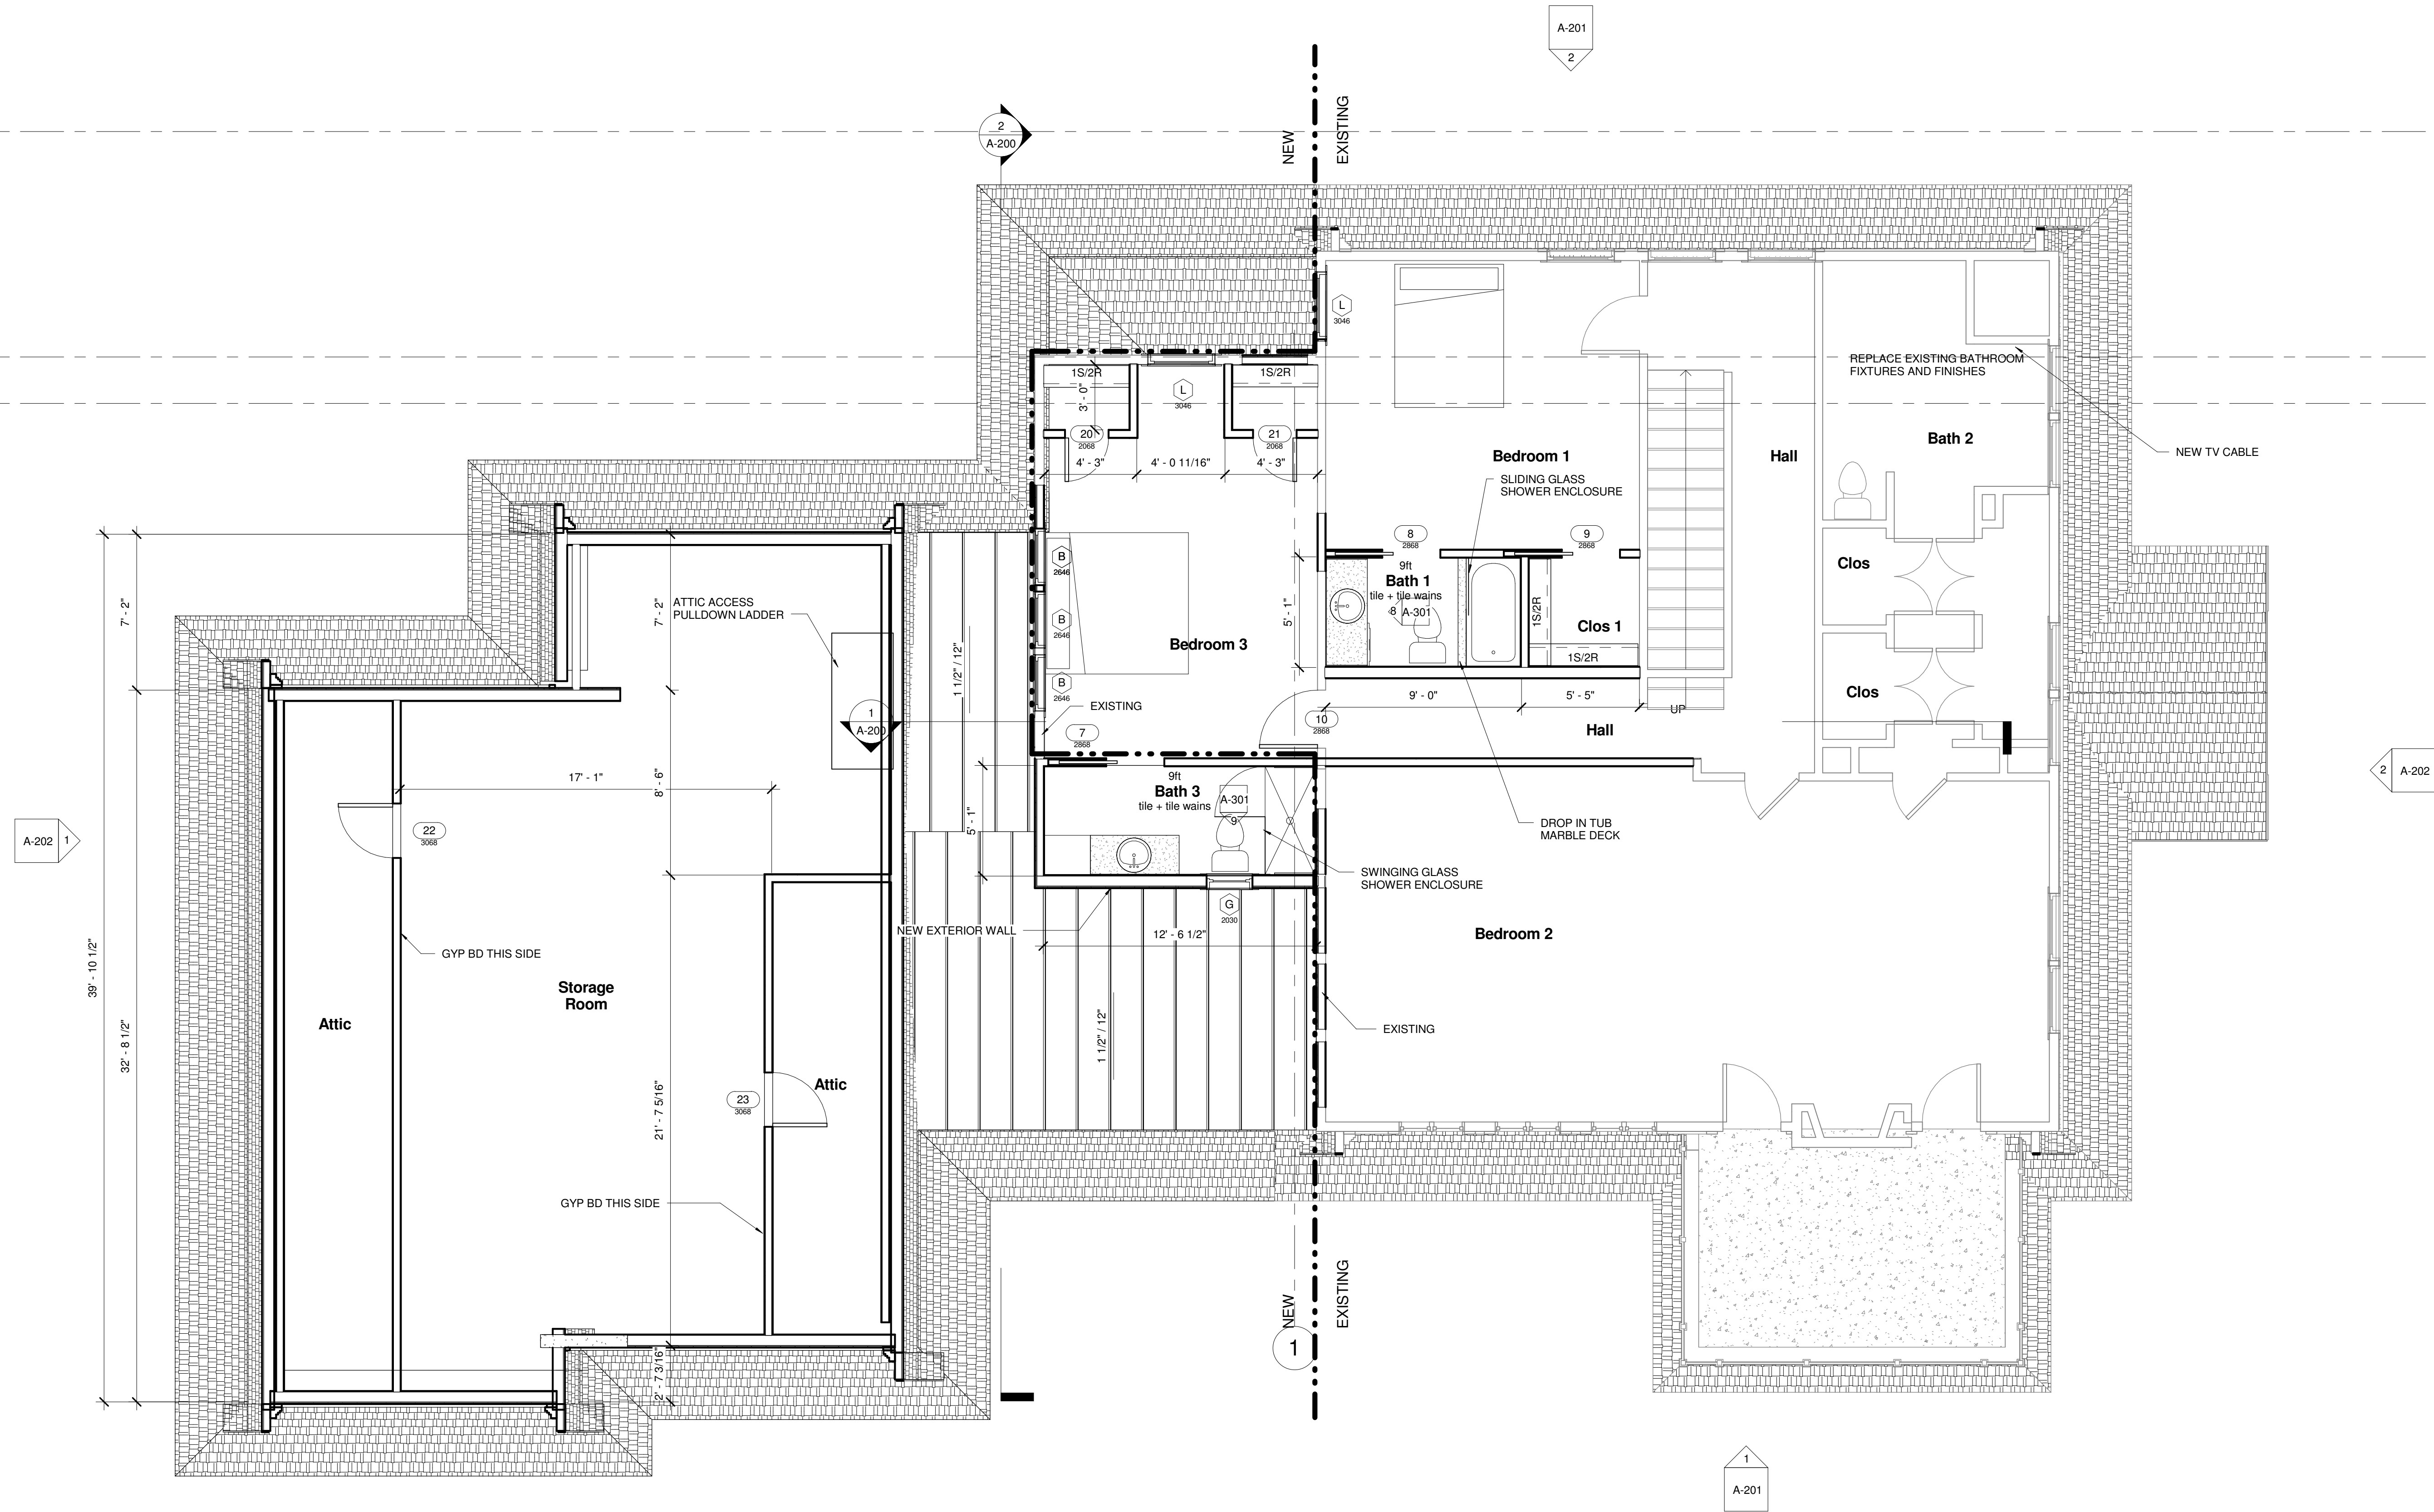 A-201
2
2
A-200
NEW
EXISTING
L
3046
1S/2R
1S/2R
3' - 0"
L
3046
20
2068
21
2068
4' - 3"
4' - 0 11/16"
4' - 3"
REPLACE EXISTING BATHROOM
FIXTURES AND FINISHES
Bath 2
NEW TV CABLE
Bedroom 1
Hall
SLIDING GLASS
SHOWER ENCLOSURE
8
2868
9
2868
9ft
Bath 1
tile + tile wains
8
A-301
1S/2R
Clos 1
1S/2R
5' - 1"
Clos
Clos
B
2646
B
2646
B
2646
Bedroom 3
7' - 2"
7' - 2"
ATTIC ACCESS
PULLDOWN LADDER
1 1/2" / 12"
EXISTING
9' - 0"
5' - 5"
UP
1
A-200
7
2868
10
2868
Hall
17' - 1"
8' - 6"
9ft
Bath 3
tile + tile wains
A-301
9
5' - 1"
2
A-202
A-202
1
22
3068
DROP IN TUB
MARBLE DECK
SWINGING GLASS
SHOWER ENCLOSURE
G
2030
NEW EXTERIOR WALL
12' - 6 1/2"
Bedroom 2
GYP BD THIS SIDE
39' - 10 1/2"
32' - 8 1/2"
Storage
Room
Attic
EXISTING
1 1/2" / 12"
Attic
23
3068
21' - 7 5/16"
GYP BD THIS SIDE
NEW
EXISTING
1
2' - 7 3/16"
1
A-201